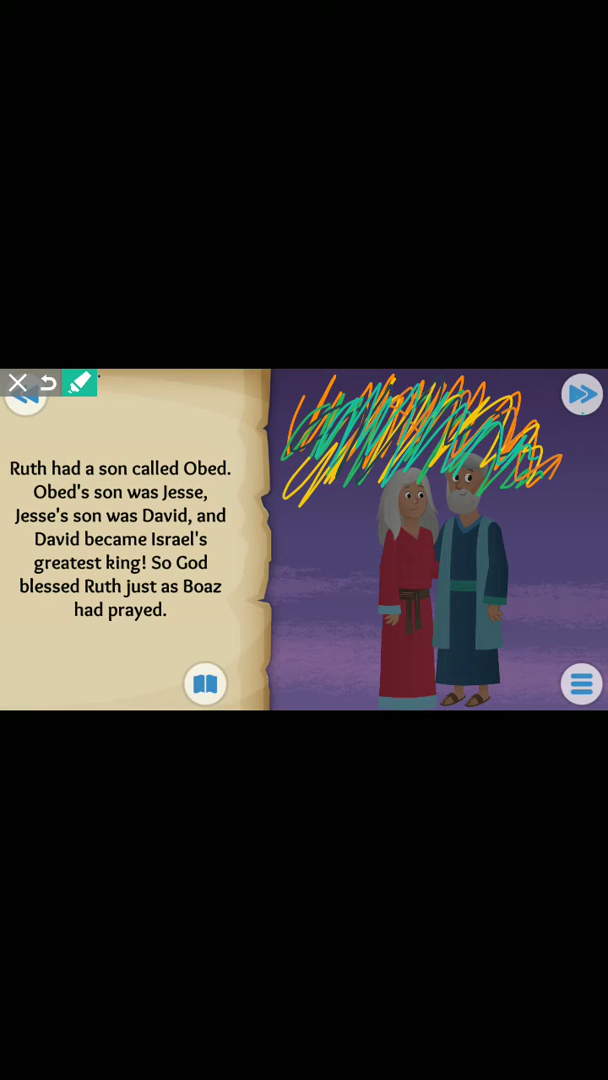 Ruth had a son called Obed.
Obed's son was Jesse,
Jesse's son was David, and
David became Israel's
greatest king! So God
blessed Ruth just as Boaz
had prayed.